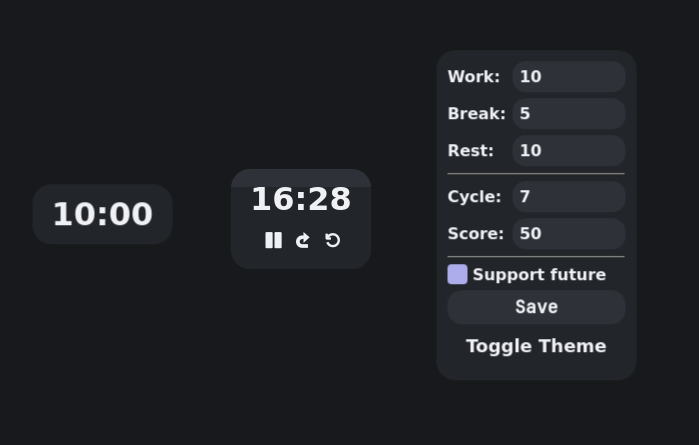 10:00
16:28
Work: 10
Break: 5
Rest: 10
Cycle: 7
Score: 50
Support future
Save
Toggle Theme